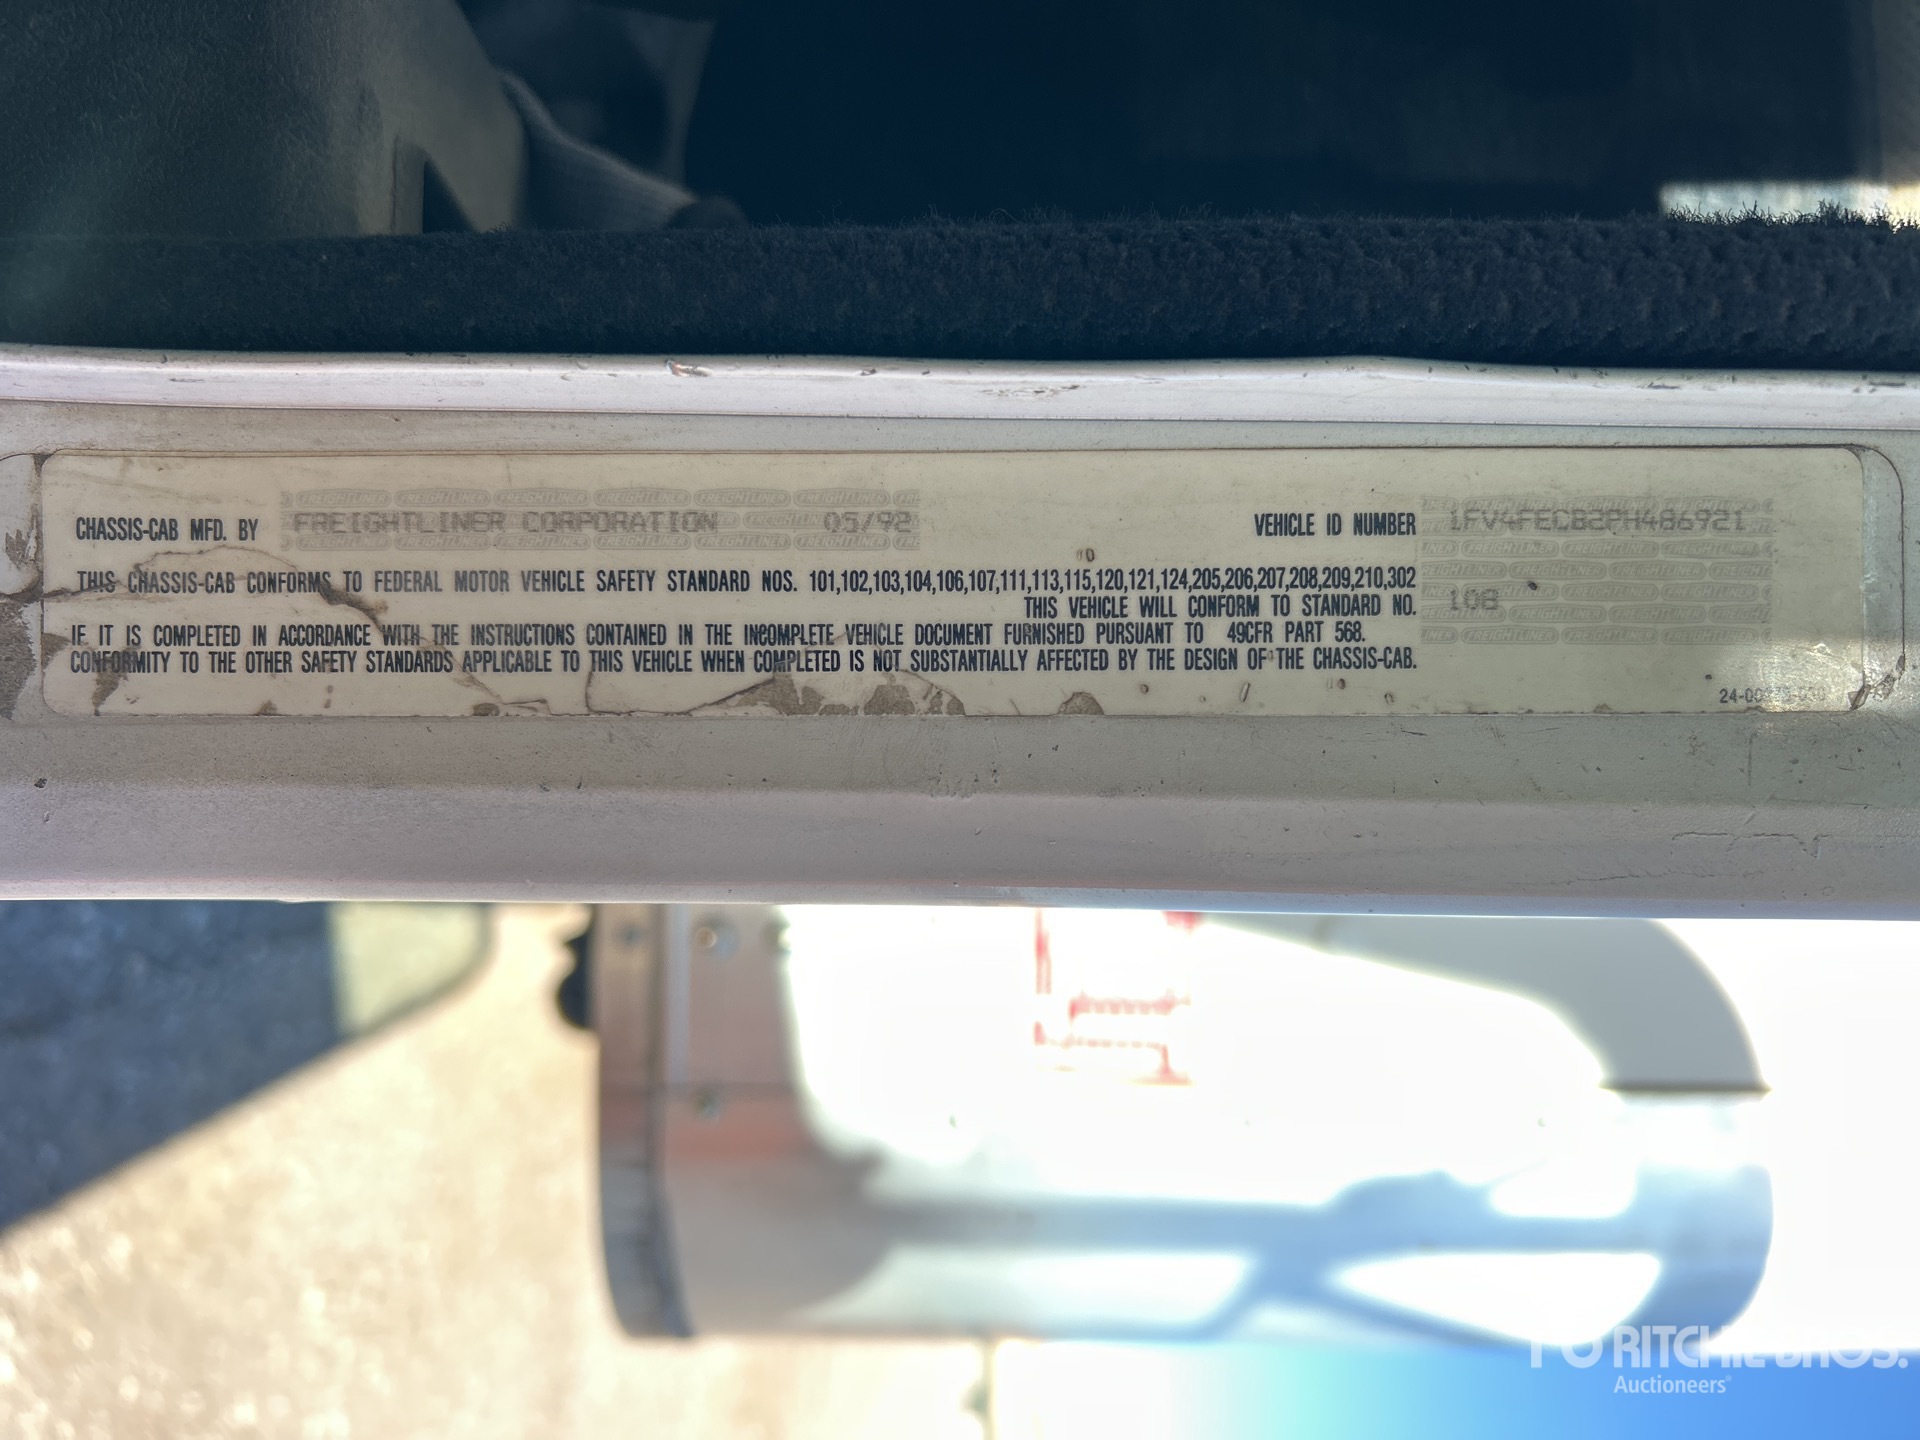 CHASSIS-CAB MFD. BY FREIGHTLINER CORPORATION 05/92 VEHICLE ID NUMBER 1FV4FECB2PH486921
THIS CHASSIS-CAB CONFORMS TO FEDERAL MOTOR VEHICLE SAFETY STANDARD NOS. 101,102,103,104,106,107,111,113,115,120,121,124,205,206,207,208,209,210,302
THIS VEHICLE WILL CONFORM TO STANDARD NO. 108
IF IT IS COMPLETED IN ACCORDANCE WITH THE INSTRUCTIONS CONTAINED IN THE INCOMPLETE VEHICLE DOCUMENT FURNISHED PURSUANT TO 49CFR PART 568.
CONFORMITY TO THE OTHER SAFETY STANDARDS APPLICABLE TO THIS VEHICLE WHEN COMPLETED IS NOT SUBSTANTIALLY AFFECTED BY THE DESIGN OF THE CHASSIS-CAB.
RITCHIE BROS.
Auctioneers